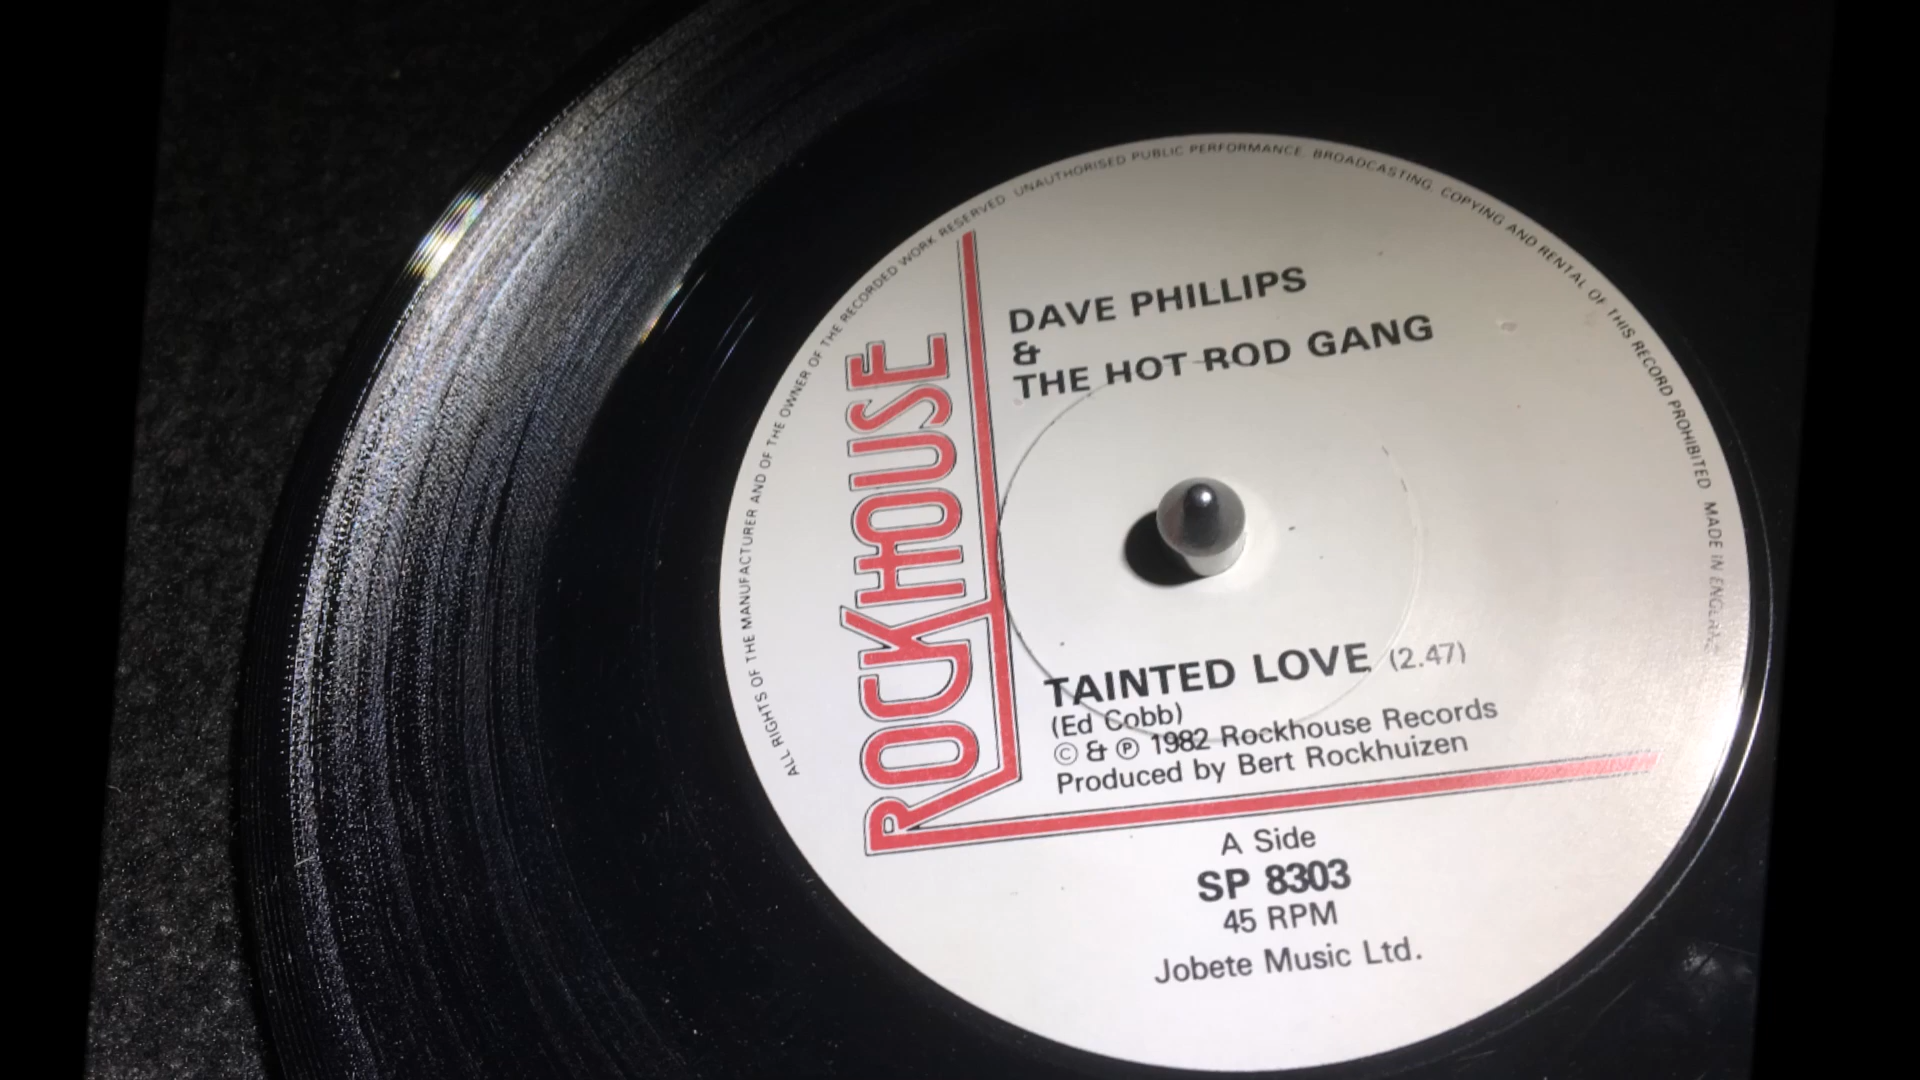 ALL RIGHTS OF THE MANUFACTURER AND OF THE OWNER OF THE RECORDED WORK RESERVED. UNAUTHORISED PUBLIC PERFORMANCE. BROADCASTING. COPYING AND RENTAL OF THIS RECORD PROHIBITED MADE IN ENGLAND
ROCKHOUSE
DAVE PHILLIPS
&
THE HOT ROD GANG
TAINTED LOVE (2.47)
(Ed Cobb)
© & ℗ 1982 Rockhouse Records
Produced by Bert Rockhuizen
A Side
SP 8303
45 RPM
Jobete Music Ltd.